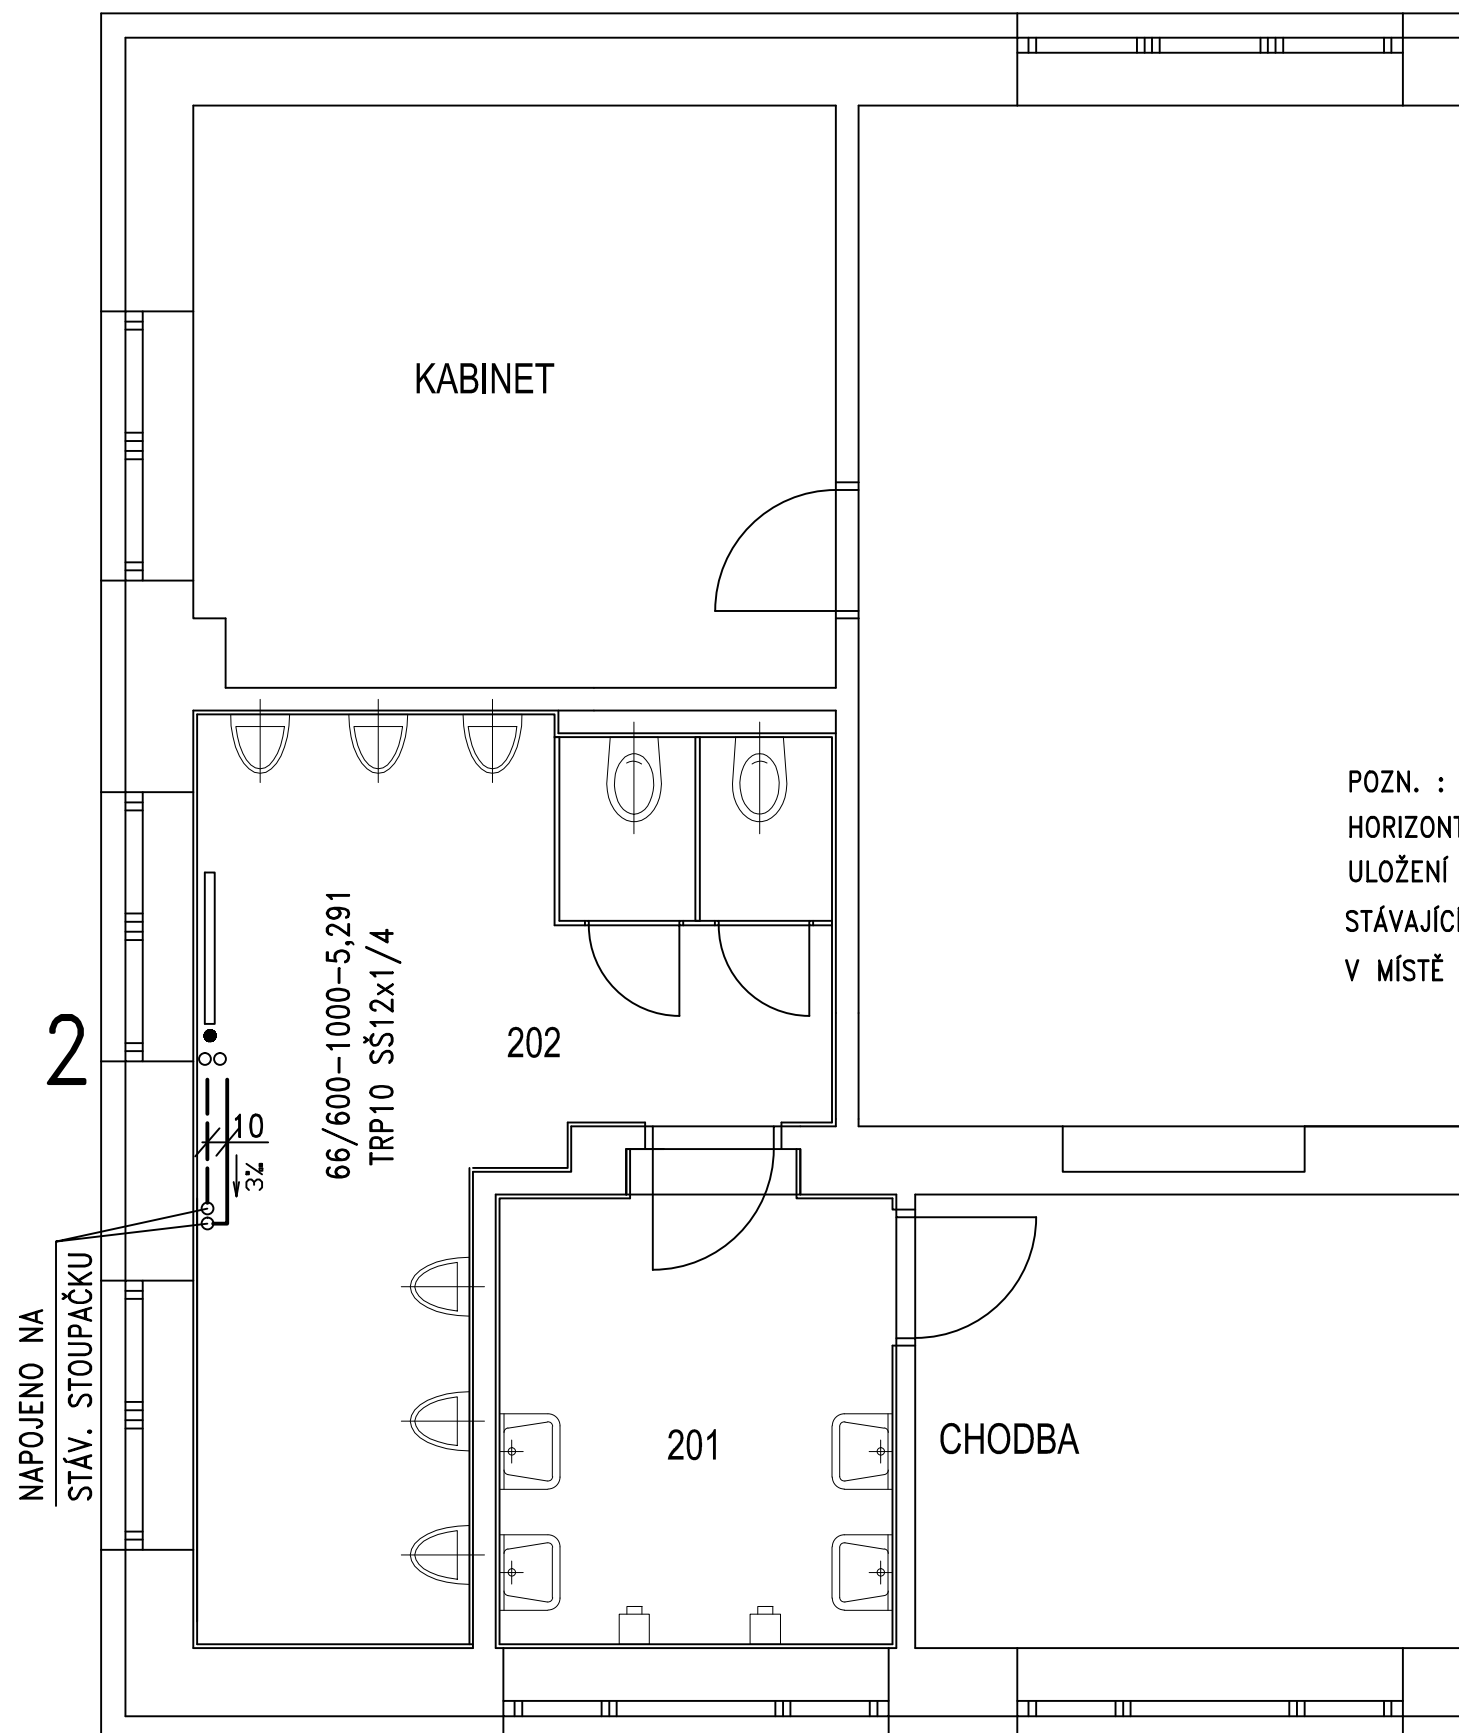 KABINET
POZN. :
HORIZONT
ULOŽENÍ
STÁVAJÍCÍ
V MÍSTĚ
66/600-1000-5,291
TRP10 SŠ12x1/4
202
2
10
3%
NAPOJENO NA
STÁV. STOUPAČKU
201
CHODBA